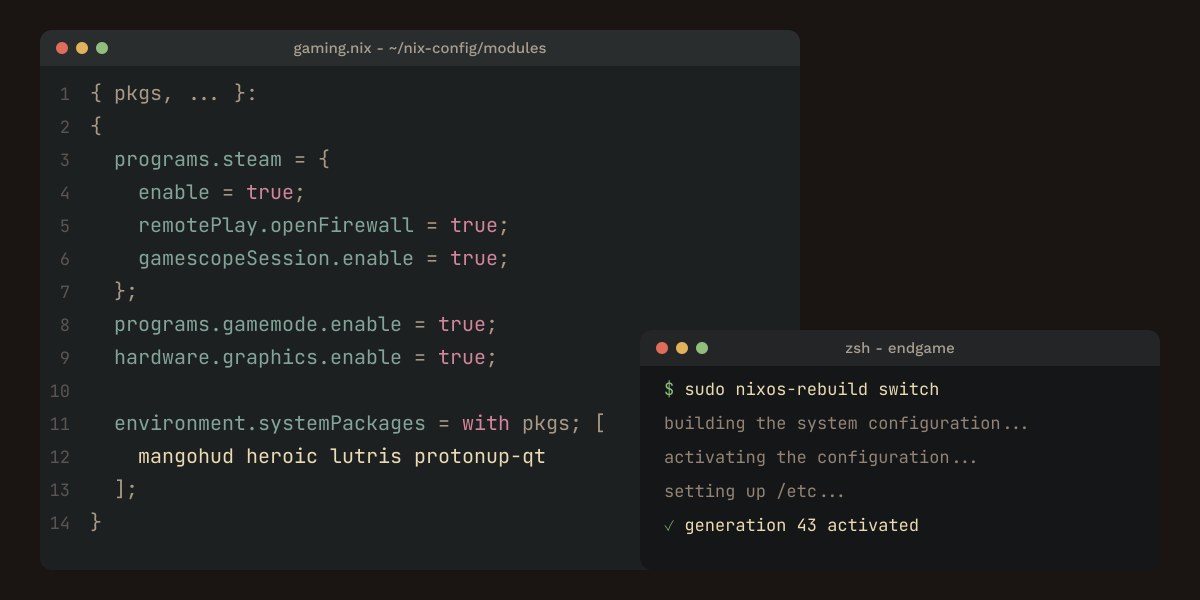 gaming.nix - ~/nix-config/modules
1 { pkgs, ... }:
2 {
3   programs.steam = {
4     enable = true;
5     remotePlay.openFirewall = true;
6     gamescopeSession.enable = true;
7   };
8   programs.gamemode.enable = true;
9   hardware.graphics.enable = true;
10
11   environment.systemPackages = with pkgs; [
12     mangohud heroic lutris protonup-qt
13   ];
14 }
zsh - endgame
$ sudo nixos-rebuild switch
building the system configuration...
activating the configuration...
setting up /etc...
✓ generation 43 activated